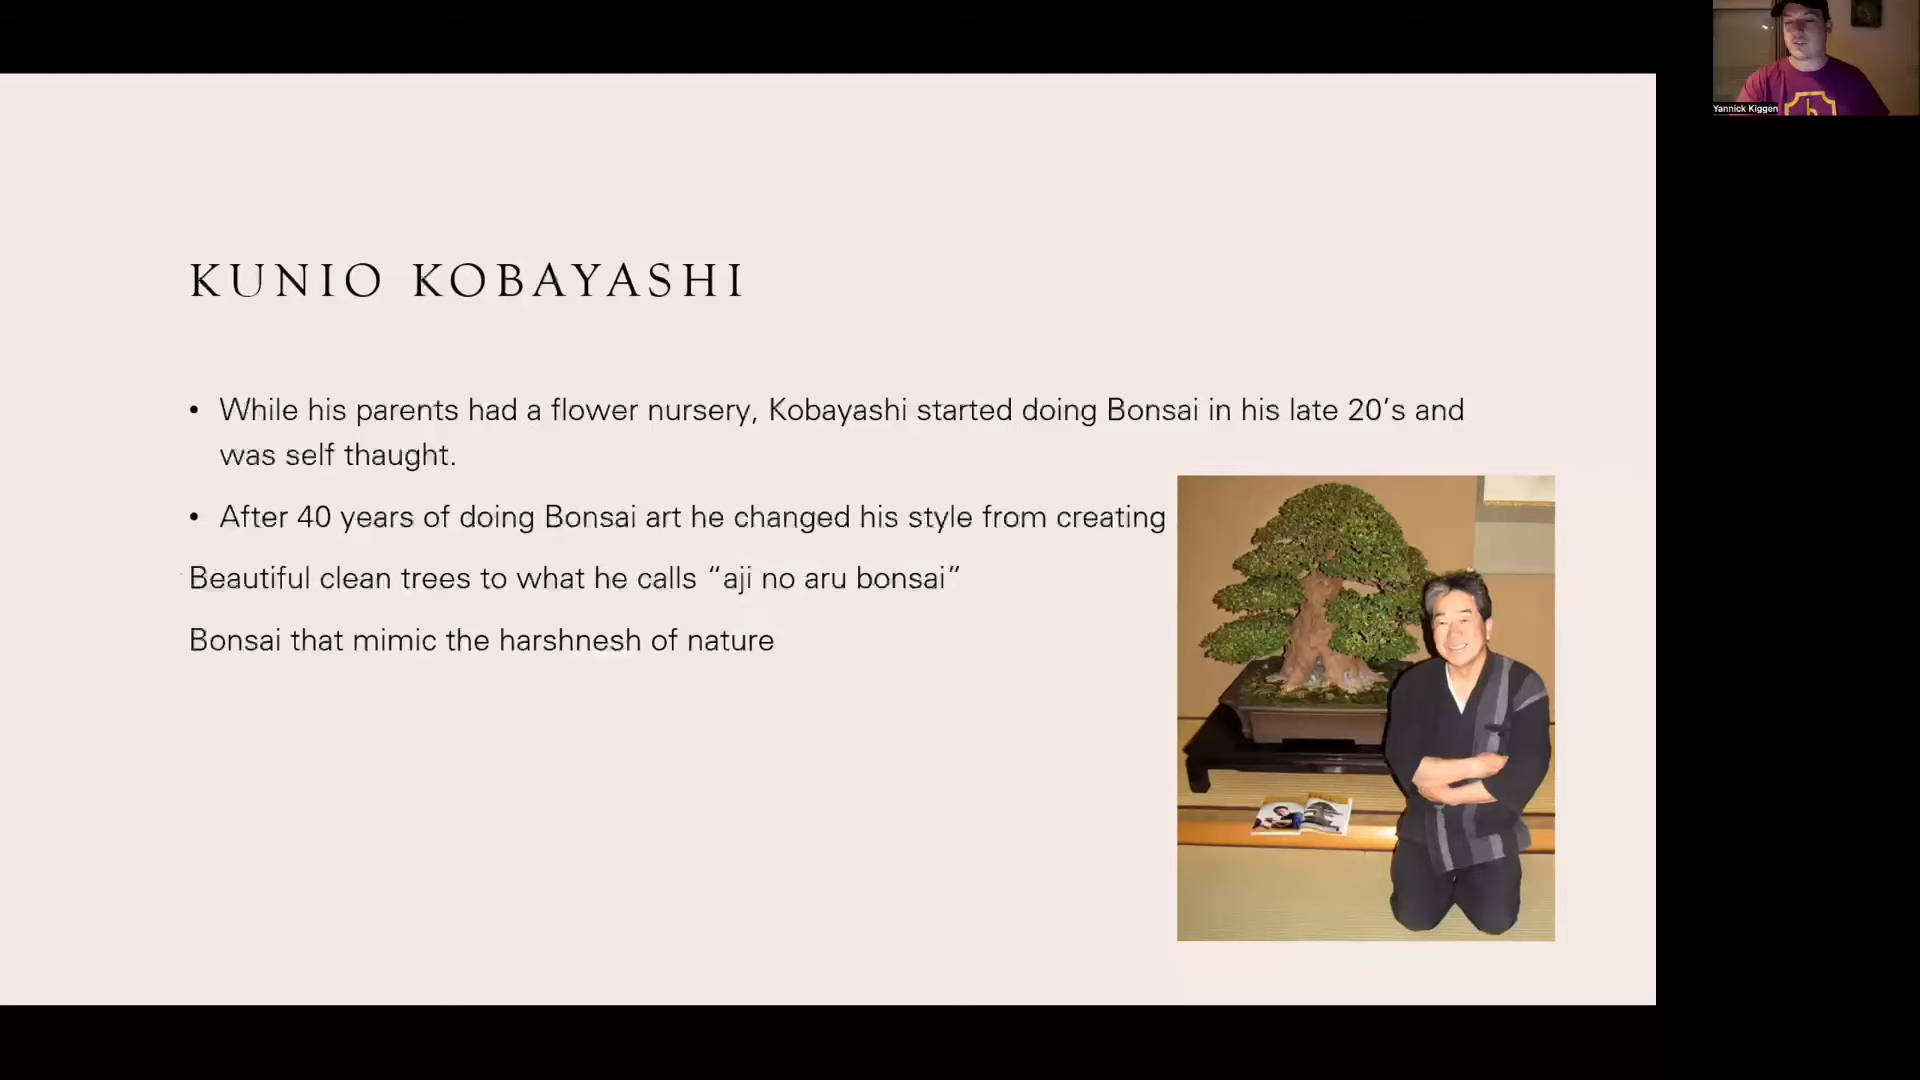 Yannick Kiggen
KUNIO KOBAYASHI
• While his parents had a flower nursery, Kobayashi started doing Bonsai in his late 20’s and
was self thaught.
• After 40 years of doing Bonsai art he changed his style from creating
Beautiful clean trees to what he calls “aji no aru bonsai”
Bonsai that mimic the harshnesh of nature